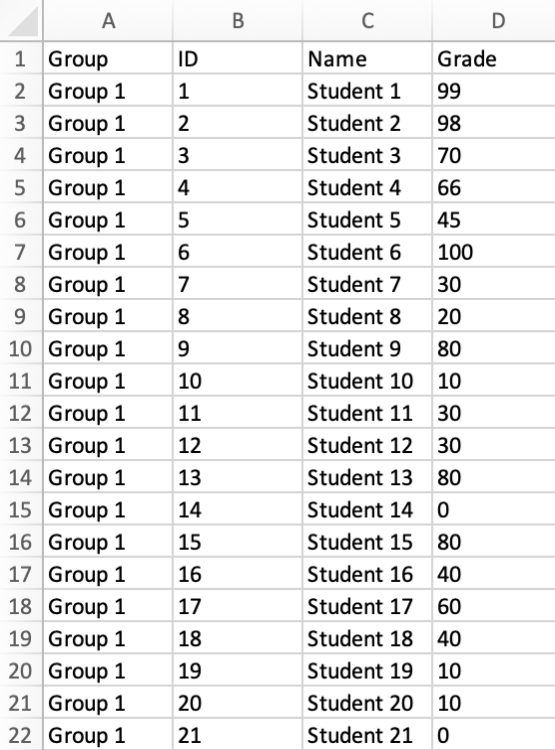 A B C D
1 Group ID Name Grade
2 Group 1 1 Student 1 99
3 Group 1 2 Student 2 98
4 Group 1 3 Student 3 70
5 Group 1 4 Student 4 66
6 Group 1 5 Student 5 45
7 Group 1 6 Student 6 100
8 Group 1 7 Student 7 30
9 Group 1 8 Student 8 20
10 Group 1 9 Student 9 80
11 Group 1 10 Student 10 10
12 Group 1 11 Student 11 30
13 Group 1 12 Student 12 30
14 Group 1 13 Student 13 80
15 Group 1 14 Student 14 0
16 Group 1 15 Student 15 80
17 Group 1 16 Student 16 40
18 Group 1 17 Student 17 60
19 Group 1 18 Student 18 40
20 Group 1 19 Student 19 10
21 Group 1 20 Student 20 10
22 Group 1 21 Student 21 0